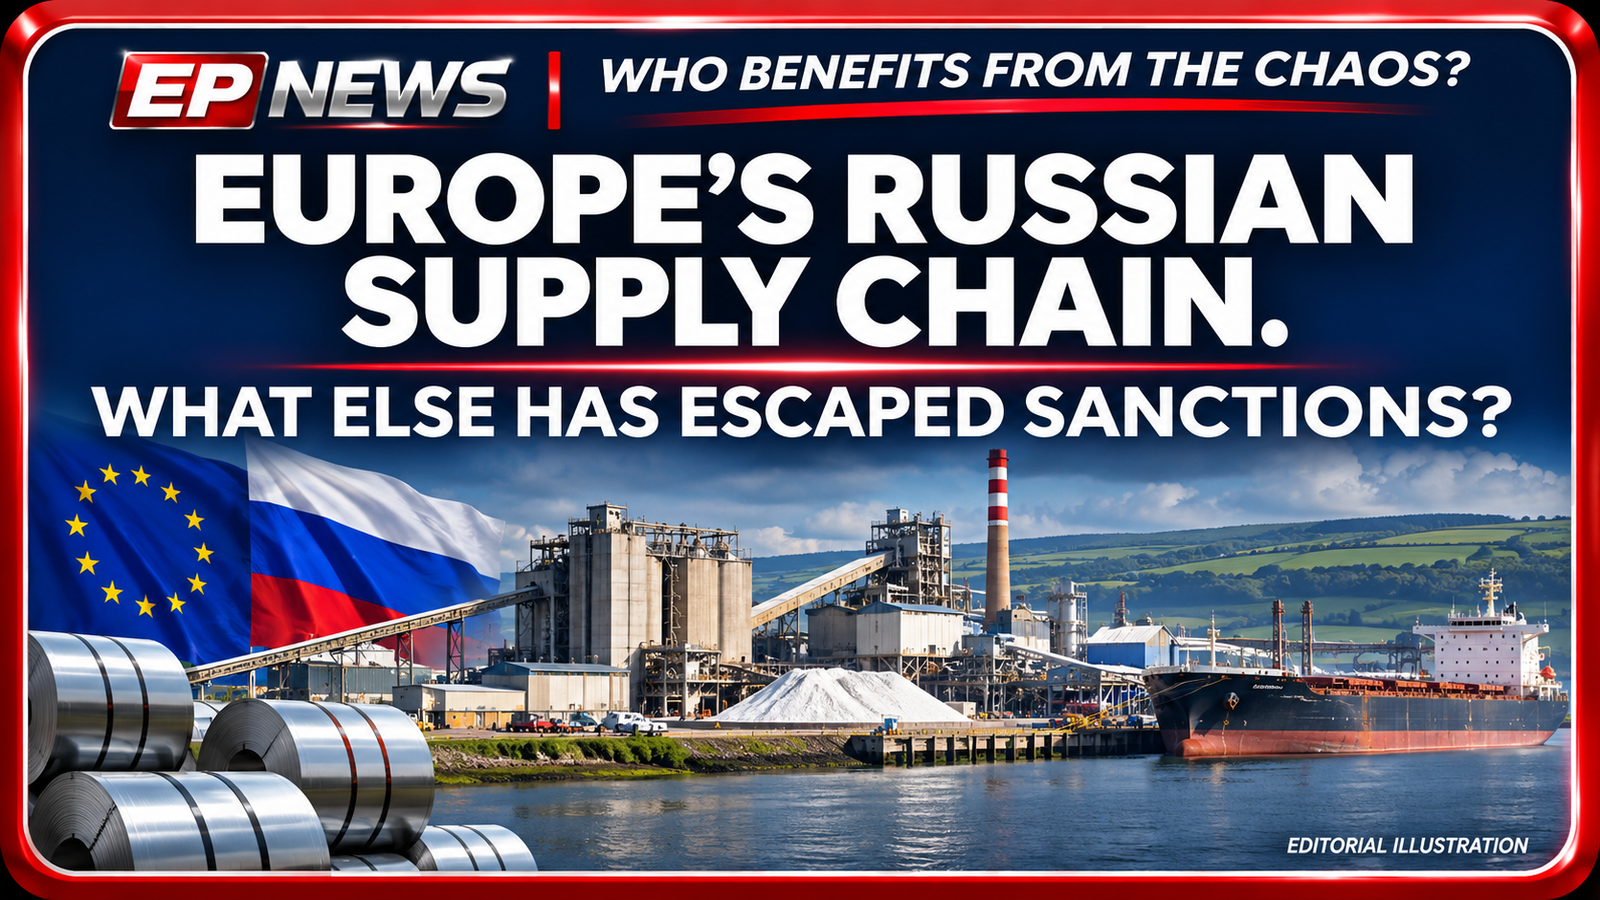 EP NEWS
WHO BENEFITS FROM THE CHAOS?
EUROPE'S RUSSIAN
SUPPLY CHAIN.
WHAT ELSE HAS ESCAPED SANCTIONS?
EDITORIAL ILLUSTRATION